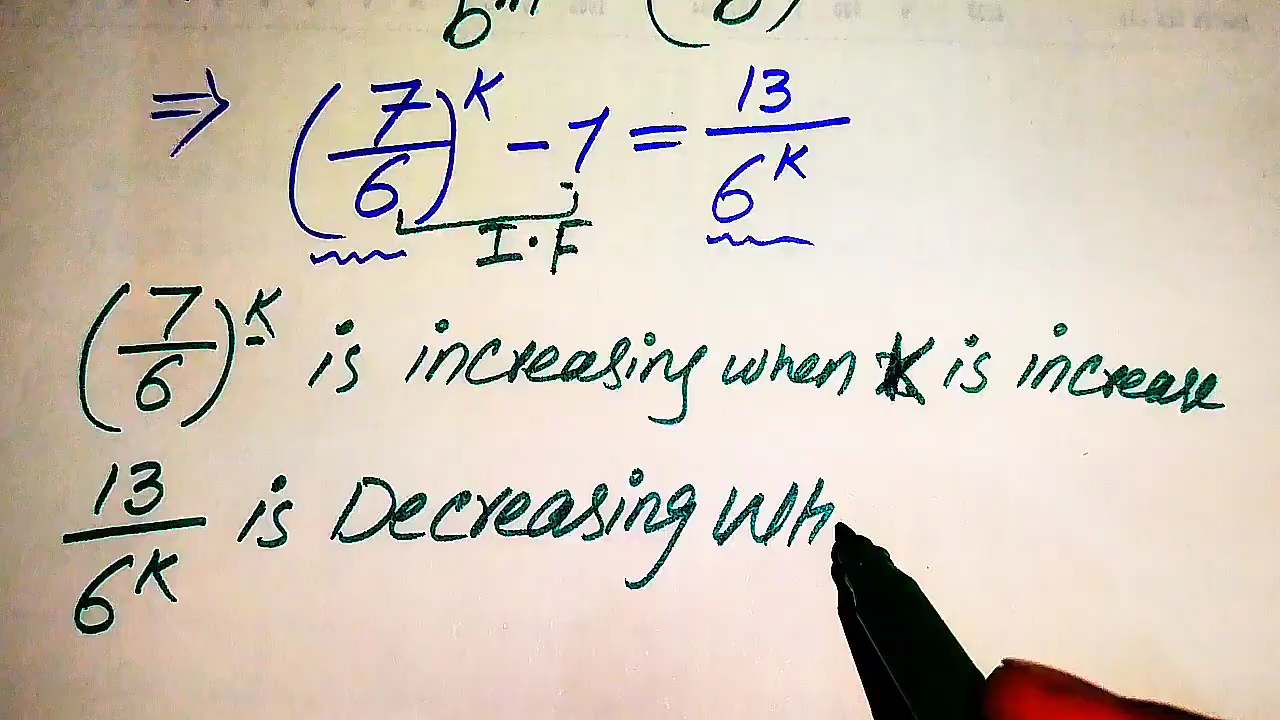 b^m (b)
⇒ (7/6)^K - 1 = 13/6^K
I.F
(7/6)^K is increasing when K is increase
13/6^K is Decreasing Wh